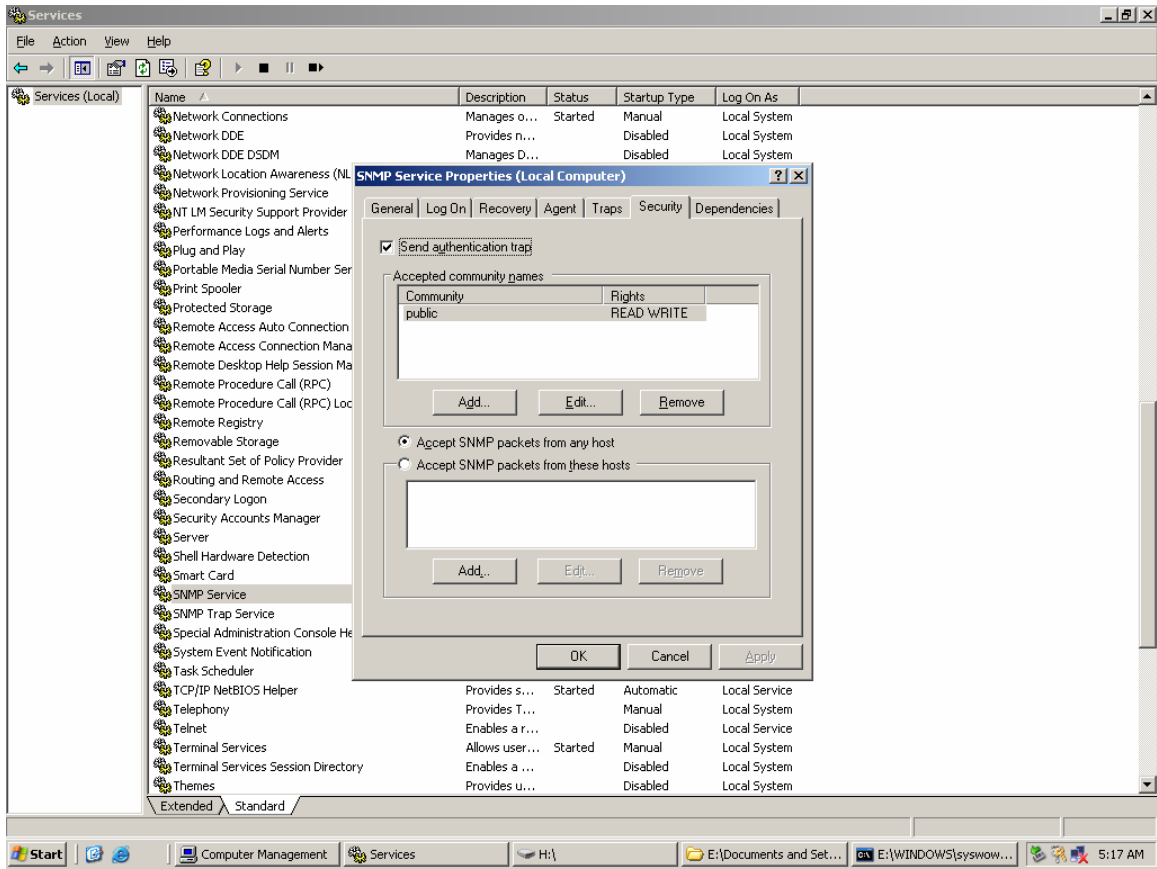 Services
File Action View Help
Services (Local)
Name Description Status Startup Type Log On As
Network Connections Manages o... Started Manual Local System
Network DDE Provides n... Disabled Local System
Network DDE DSDM Manages D... Disabled Local System
Network Location Awareness (NL
Network Provisioning Service
NT LM Security Support Provider
Performance Logs and Alerts
Plug and Play
Portable Media Serial Number Ser
Print Spooler
Protected Storage
Remote Access Auto Connection
Remote Access Connection Mana
Remote Desktop Help Session Ma
Remote Procedure Call (RPC)
Remote Procedure Call (RPC) Loc
Remote Registry
Removable Storage
Resultant Set of Policy Provider
Routing and Remote Access
Secondary Logon
Security Accounts Manager
Server
Shell Hardware Detection
Smart Card
SNMP Service
SNMP Trap Service
Special Administration Console He
System Event Notification
Task Scheduler
TCP/IP NetBIOS Helper Provides s... Started Automatic Local Service
Telephony Provides T... Manual Local System
Telnet Enables a r... Disabled Local Service
Terminal Services Allows user... Started Manual Local System
Terminal Services Session Directory Enables a ... Disabled Local System
Themes Provides u... Disabled Local System
Extended Standard
SNMP Service Properties (Local Computer)
General Log On Recovery Agent Traps Security Dependencies
Send authentication trap
Accepted community names
Community Rights
public READ WRITE
Add... Edit... Remove
Accept SNMP packets from any host
Accept SNMP packets from these hosts
Add... Edit... Remove
OK Cancel Apply
Start Computer Management Services H:\ E:\Documents and Set... E:\WINDOWS\syswow... 5:17 AM